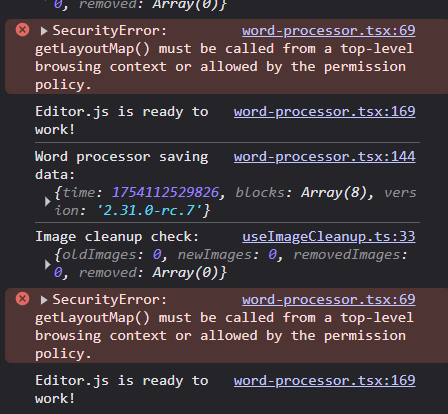 0, removed: Array(0)}
SecurityError: word-processor.tsx:69
getLayoutMap() must be called from a top-level
browsing context or allowed by the permission
policy.
Editor.js is ready to word-processor.tsx:169
work!
Word processor saving word-processor.tsx:144
data:
{time: 1754112529826, blocks: Array(8), vers
ion: '2.31.0-rc.7'}
Image cleanup check: useImageCleanup.ts:33
{oldImages: 0, newImages: 0, removedImages:
0, removed: Array(0)}
SecurityError: word-processor.tsx:69
getLayoutMap() must be called from a top-level
browsing context or allowed by the permission
policy.
Editor.js is ready to word-processor.tsx:169
work!